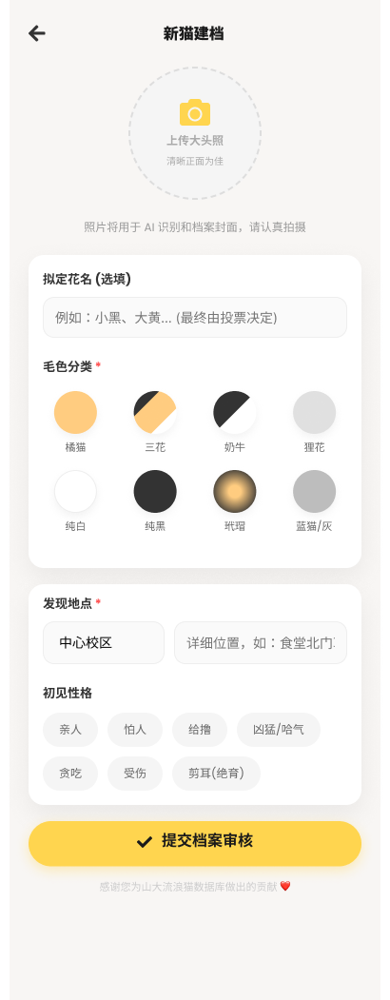 新猫建档
上传大头照
清晰正面为佳
照片将用于 AI 识别和档案封面，请认真拍摄
拟定花名 (选填)
例如：小黑、大黄... (最终由投票决定)
毛色分类 *
橘猫 三花 奶牛 狸花
纯白 纯黑 玳瑁 蓝猫/灰
发现地点 *
中心校区 详细位置，如：食堂北门
初见性格
亲人 怕人 给撸 凶猛/哈气
贪吃 受伤 剪耳(绝育)
提交档案审核
感谢您为山大流浪猫数据库做出的贡献 ❤️